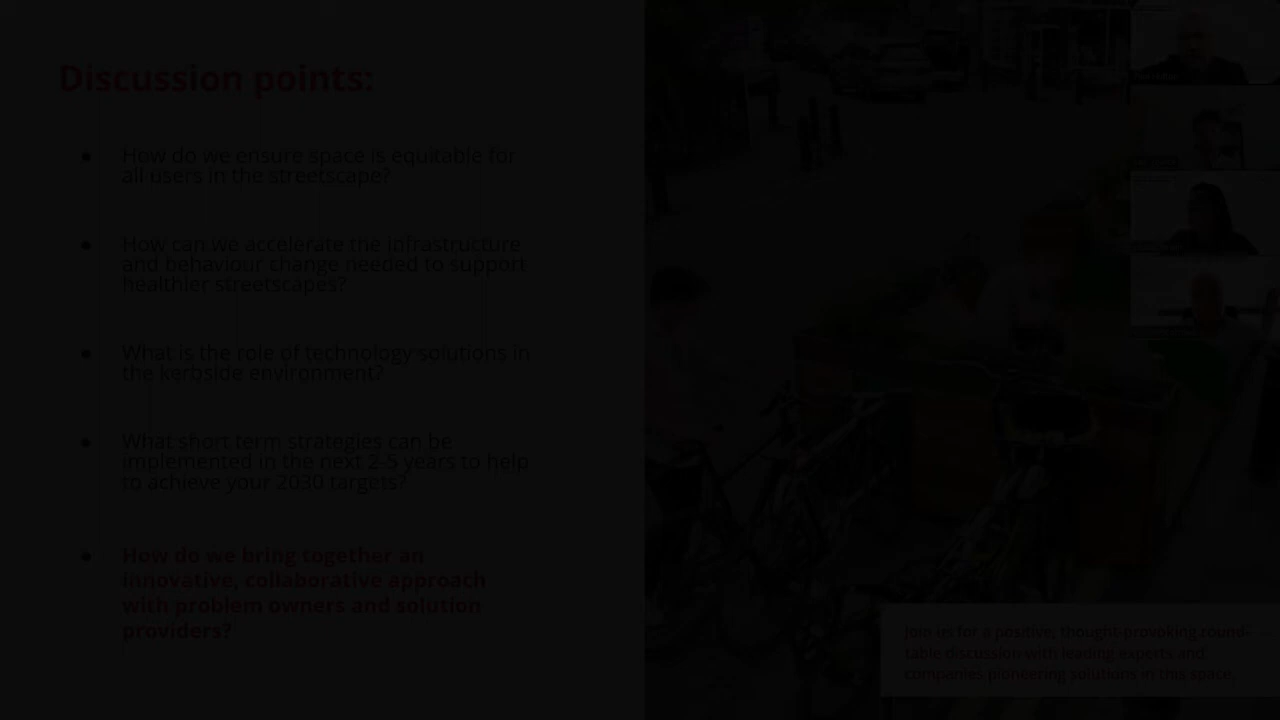 Discussion points:
How do we ensure space is equitable for
all users in the streetscape?
How can we accelerate the infrastructure
and behaviour change needed to support
healthier streetscapes?
What is the role of technology solutions in
the kerbside environment?
What short term strategies can be
implemented in the next 2-5 years to help
to achieve your 2030 targets?
How do we bring together an
innovative, collaborative approach
with problem owners and solution
providers?
Join us for a positive, thought-provoking round-
table discussion with leading experts and
companies pioneering solutions in this space.